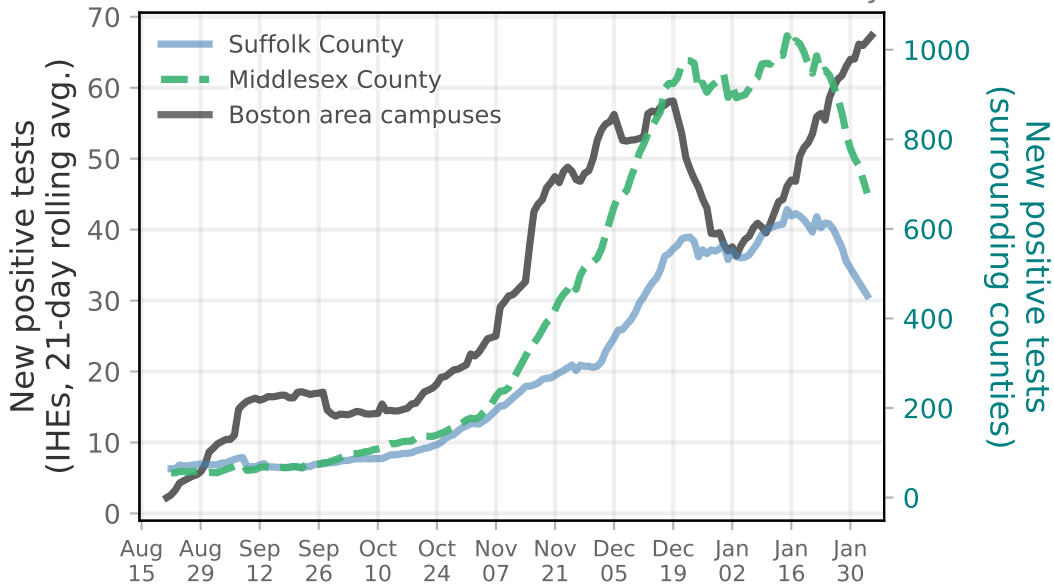 New positive tests
(IHEs, 21-day rolling avg.)
70
60
50
40
30
20
10
0
Suffolk County
Middlesex County
Boston area campuses
1000
800
600
400
200
0
New positive tests
(surrounding counties)
Aug Aug Sep Sep Oct Oct Nov Nov Dec Dec Jan Jan Jan
15 29 12 26 10 24 07 21 05 19 02 16 30